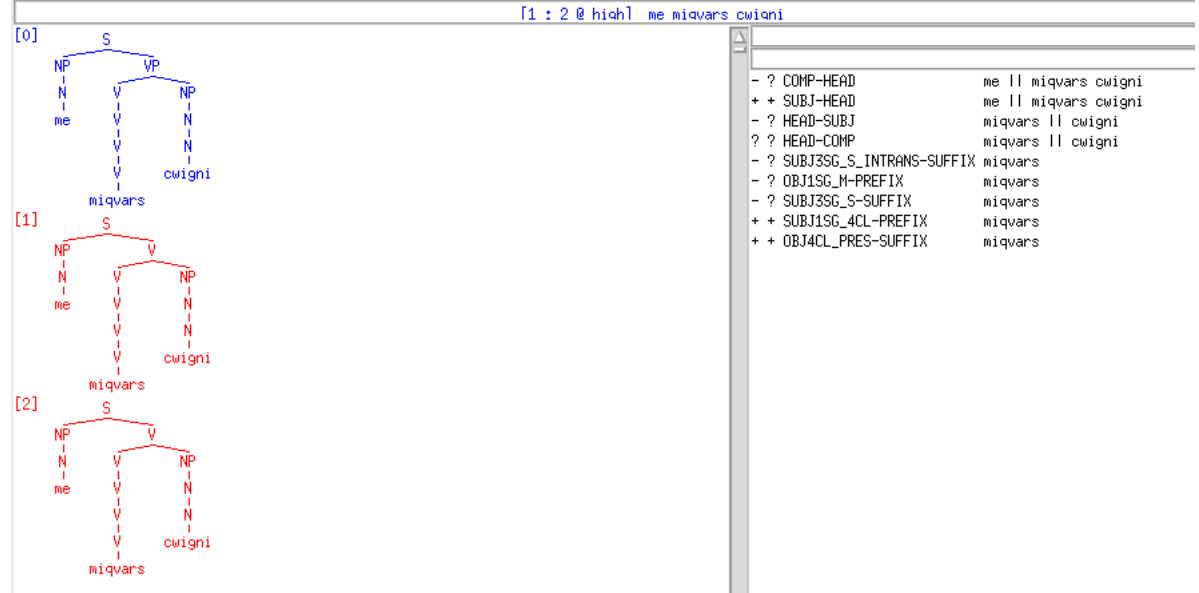 [1 : 2 @ high] me miqvars cwigni
[0]
S
NP VP
N V NP
me V N
V N
V cwigni
miqvars
[1]
S
NP V
N V NP
me V N
V N
V cwigni
miqvars
[2]
S
NP V
N V NP
me V N
V N
V cwigni
miqvars
- ? COMP-HEAD me || miqvars cwigni
+ + SUBJ-HEAD me || miqvars cwigni
- ? HEAD-SUBJ miqvars || cwigni
? ? HEAD-COMP miqvars || cwigni
- ? SUBJ3SG_S_INTRANS-SUFFIX miqvars
- ? OBJ1SG_M-PREFIX miqvars
- ? SUBJ3SG_S-SUFFIX miqvars
+ + SUBJ1SG_4CL-PREFIX miqvars
+ + OBJ4CL_PRES-SUFFIX miqvars